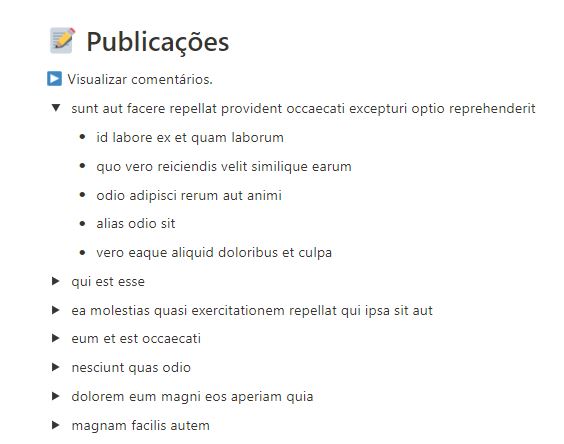 Publicações
Visualizar comentários.
sunt aut facere repellat provident occaecati excepturi optio reprehenderit
id labore ex et quam laborum
quo vero reiciendis velit similique earum
odio adipisci rerum aut animi
alias odio sit
vero eaque aliquid doloribus et culpa
qui est esse
ea molestias quasi exercitationem repellat qui ipsa sit aut
eum et est occaecati
nesciunt quas odio
dolorem eum magni eos aperiam quia
magnam facilis autem